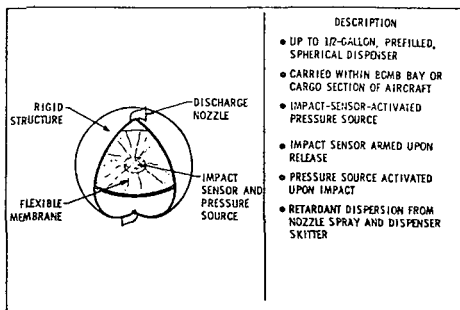 DISCHARGE
NOZZLE
RIGID
STRUCTURE
IMPACT
SENSOR AND
PRESSURE
SOURCE
FLEXIBLE
MEMBRANE
DESCRIPTION
● UP TO 1/2-GALLON, PREFILLED,
SPHERICAL DISPENSER
● CARRIED WITHIN BOMB BAY OR
CARGO SECTION OF AIRCRAFT
● IMPACT-SENSOR-ACTIVATED
PRESSURE SOURCE
● IMPACT SENSOR ARMED UPON
RELEASE
● PRESSURE SOURCE ACTIVATED
UPON IMPACT
● RETARDANT DISPERSION FROM
NOZZLE SPRAY AND DISPENSER
SKITTER